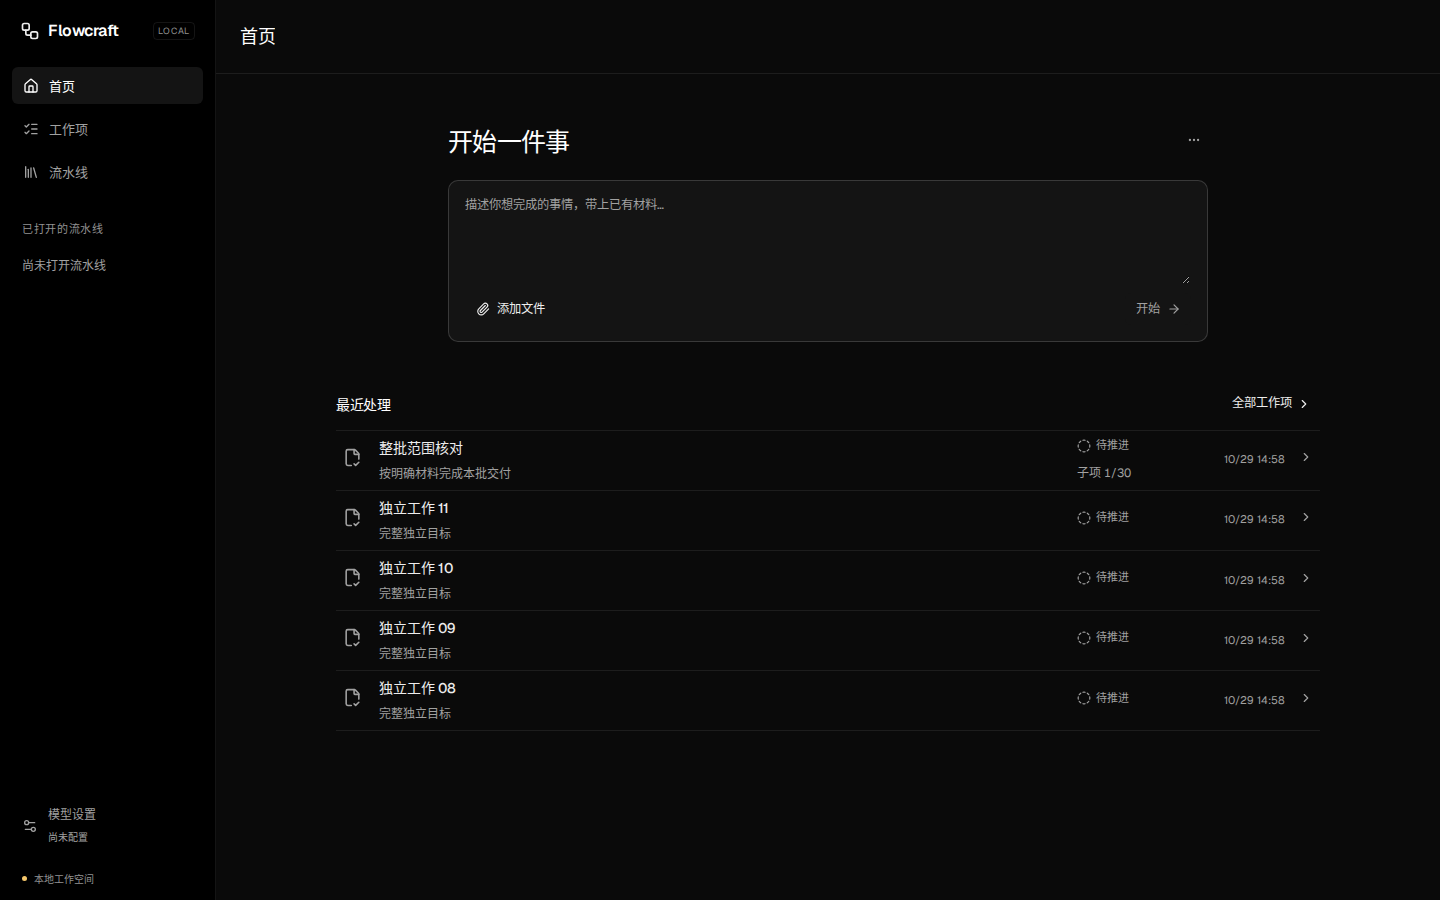 Flowcraft LOCAL
首页
工作项
流水线
已打开的流水线
尚未打开流水线
模型设置
尚未配置
本地工作空间
首页
开始一件事
描述你想完成的事情，带上已有材料…
添加文件
开始
最近处理
全部工作项
整批范围核对
按明确材料完成本批交付
待推进
子项 1/30
10/29 14:58
独立工作 11
完整独立目标
待推进
10/29 14:58
独立工作 10
完整独立目标
待推进
10/29 14:58
独立工作 09
完整独立目标
待推进
10/29 14:58
独立工作 08
完整独立目标
待推进
10/29 14:58